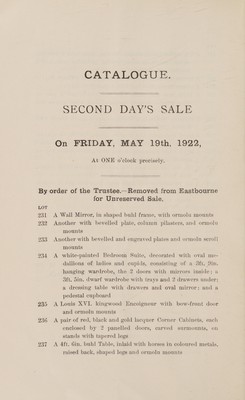 CATALOGUE.
SECOND DAY'S SALE
On FRIDAY, MAY 19th, 1922,
At ONE o'clock precisely.
By order of the Trustee.—Removed from Eastbourne
for Unreserved Sale.
LOT
231 A Wall Mirror, in shaped buhl frame, with ormolu mounts
232 Another with bevelled plate, column pilasters, and ormolu
mounts
233 Another with bevelled and engraved plates and ormolu scroll
mounts
234 A white-painted Bedroom Suite, decorated with oval me-
dallions of ladies and cupids, consisting of a 5ft. 9in.
hanging wardrobe, the 2 doors with mirrors inside; a
3ft. 5in. dwarf wardrobe with trays and 2 drawers under;
a dressing table with drawers and oval mirror; and a
pedestal cupboard
235 A Louis XVI. kingwood Encoigneur with bow-front door
and ormolu mounts
236 A pair of red, black and gold lacquer Corner Cabinets, each
enclosed by 2 panelled doors, carved surmounts, on
stands with tapered legs
237 A 4ft. 6in. buhl Table, inlaid with horses in coloured metals,
raised back, shaped legs and ormolu mounts